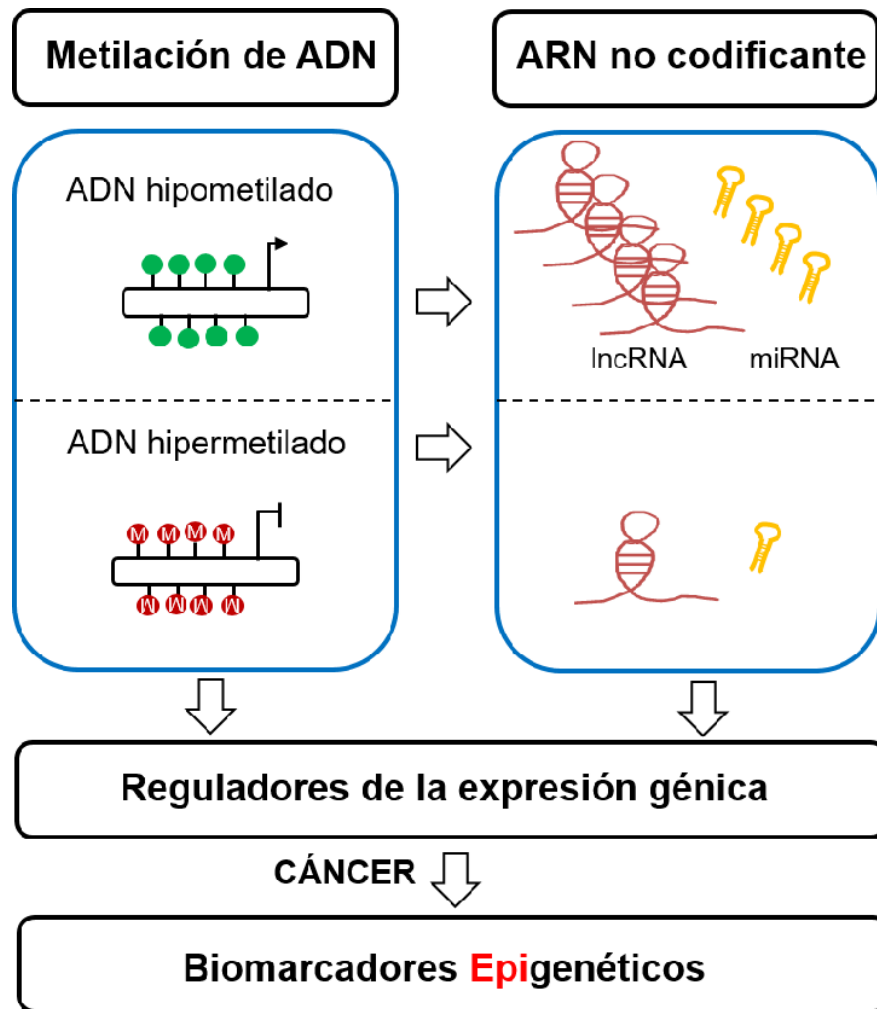 Metilación de ADN
ARN no codificante
ADN hipometilado
lncRNA
miRNA
ADN hipermetilado
M M M M
M M M M
Reguladores de la expresión génica
CÁNCER
Biomarcadores Epigenéticos